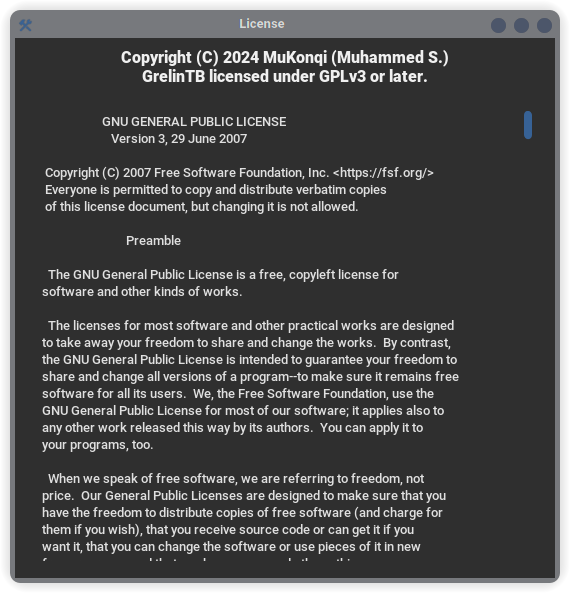 License
Copyright (C) 2024 MuKonqi (Muhammed S.)
GrelinTB licensed under GPLv3 or later.
GNU GENERAL PUBLIC LICENSE
Version 3, 29 June 2007
Copyright (C) 2007 Free Software Foundation, Inc. <https://fsf.org/>
Everyone is permitted to copy and distribute verbatim copies
of this license document, but changing it is not allowed.
Preamble
The GNU General Public License is a free, copyleft license for
software and other kinds of works.
The licenses for most software and other practical works are designed
to take away your freedom to share and change the works.  By contrast,
the GNU General Public License is intended to guarantee your freedom to
share and change all versions of a program--to make sure it remains free
software for all its users.  We, the Free Software Foundation, use the
GNU General Public License for most of our software; it applies also to
any other work released this way by its authors.  You can apply it to
your programs, too.
When we speak of free software, we are referring to freedom, not
price.  Our General Public Licenses are designed to make sure that you
have the freedom to distribute copies of free software (and charge for
them if you wish), that you receive source code or can get it if you
want it, that you can change the software or use pieces of it in new